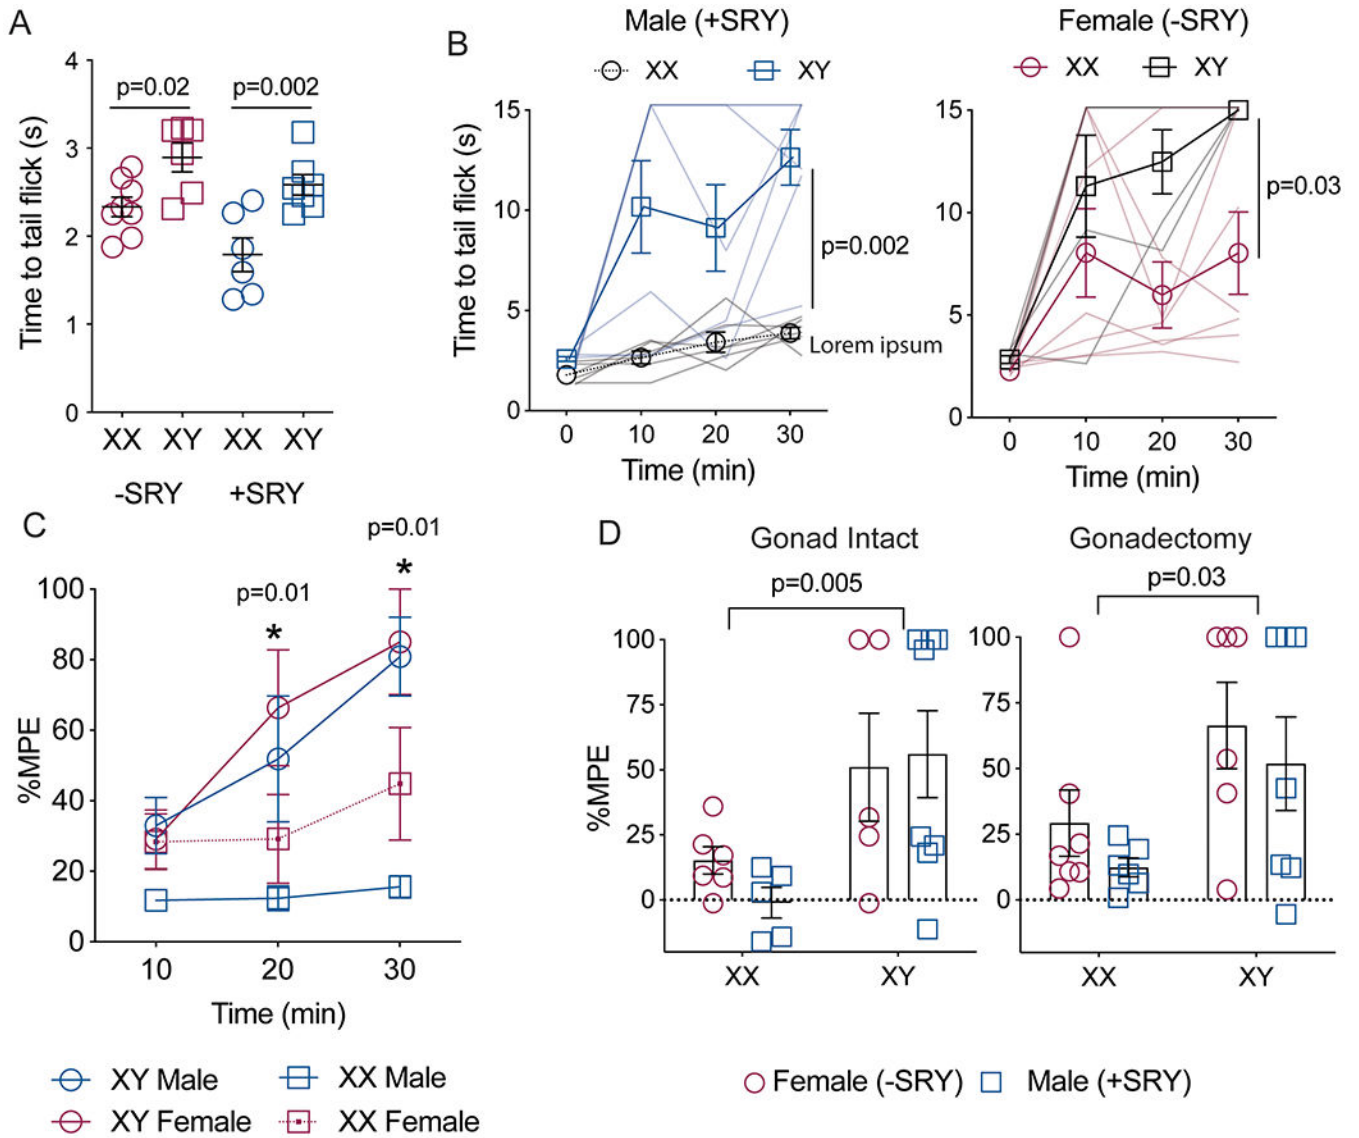 A
Time to tail flick (s)
4
3
2
1
0
p=0.02
p=0.002
XX XY XX XY
-SRY +SRY
B
Male (+SRY)
XX XY
Time to tail flick (s)
15
10
5
0
p=0.002
Lorem ipsum
0 10 20 30
Time (min)
Female (-SRY)
XX XY
15
10
5
0
p=0.03
0 10 20 30
Time (min)
C
p=0.01
p=0.01
*
*
%MPE
100
80
60
40
20
0
10 20 30
Time (min)
XY Male XX Male
XY Female XX Female
D
Gonad Intact
p=0.005
%MPE
100
75
50
25
0
XX XY
Gonadectomy
p=0.03
100
75
50
25
0
XX XY
Female (-SRY) Male (+SRY)